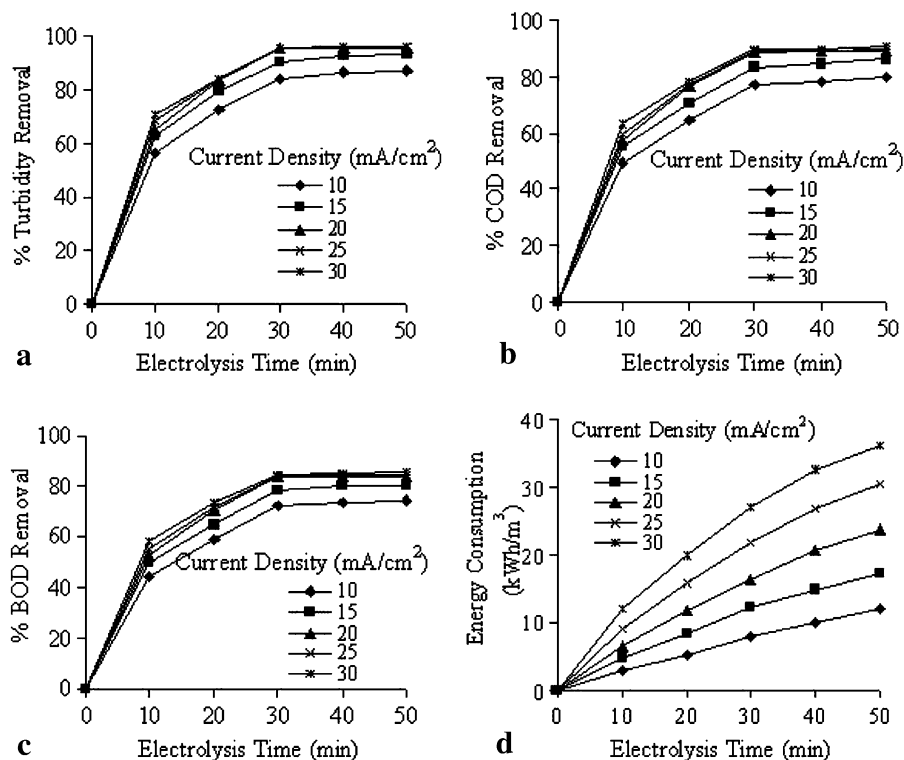 100
80
60
40
20
0
% Turbidity Removal
Current Density (mA/cm²)
10
15
20
25
30
0 10 20 30 40 50
Electrolysis Time (min)
a
100
80
60
40
20
0
% COD Removal
Current Density (mA/cm²)
10
15
20
25
30
0 10 20 30 40 50
Electrolysis Time (min)
b
100
80
60
40
20
0
% BOD Removal
Current Density (mA/cm²)
10
15
20
25
30
0 10 20 30 40 50
Electrolysis Time (min)
c
40
30
20
10
0
Energy Consumption
(kWh/m³)
Current Density (mA/cm²)
10
15
20
25
30
0 10 20 30 40 50
Electrolysis Time (min)
d